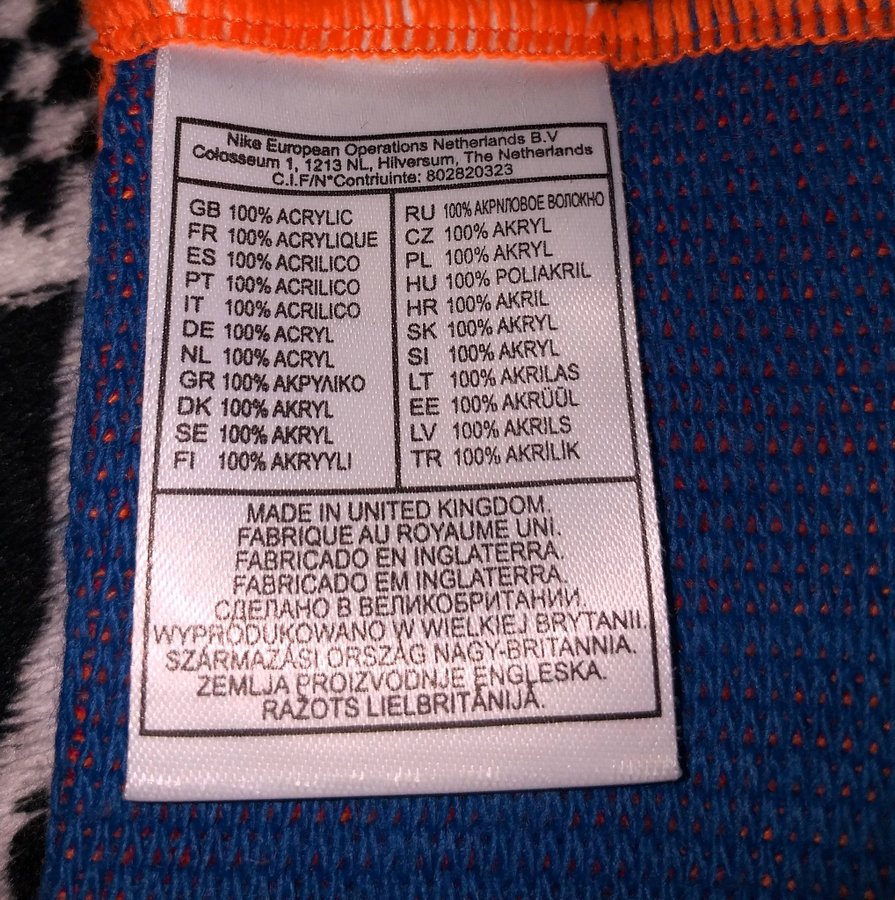 Nike European Operations Netherlands B.V
Colosseum 1, 1213 NL, Hilversum, The Netherlands
C.I.F/N°Contriuinte: 802820323
GB 100% ACRYLIC
FR 100% ACRYLIQUE
ES 100% ACRILICO
PT 100% ACRILICO
IT 100% ACRILICO
DE 100% ACRYL
NL 100% ACRYL
GR 100% ΑΚΡΥΛΙΚΟ
DK 100% AKRYL
SE 100% AKRYL
FI 100% AKRYYLI
RU 100% АКРNЛОВОЕ ВОЛОКНО
CZ 100% AKRYL
PL 100% AKRYL
HU 100% POLIAKRIL
HR 100% AKRIL
SK 100% AKRYL
SI 100% AKRYL
LT 100% AKRILAS
EE 100% AKRÜÜL
LV 100% AKRILS
TR 100% AKRİLİK
MADE IN UNITED KINGDOM.
FABRIQUE AU ROYAUME UNI.
FABRICADO EN INGLATERRA.
FABRICADO EM INGLATERRA.
СДЕЛАНО В ВЕЛИКОБРИТАНИИ.
WYPRODUKOWANO W WIELKIEJ BRYTANII.
SZÁRMAZÁSI ORSZÁG NAGY-BRITANNIA.
ZEMLJA PROIZVODNJE ENGLESKA.
RAŽOTS LIELBRITĀNIJĀ.